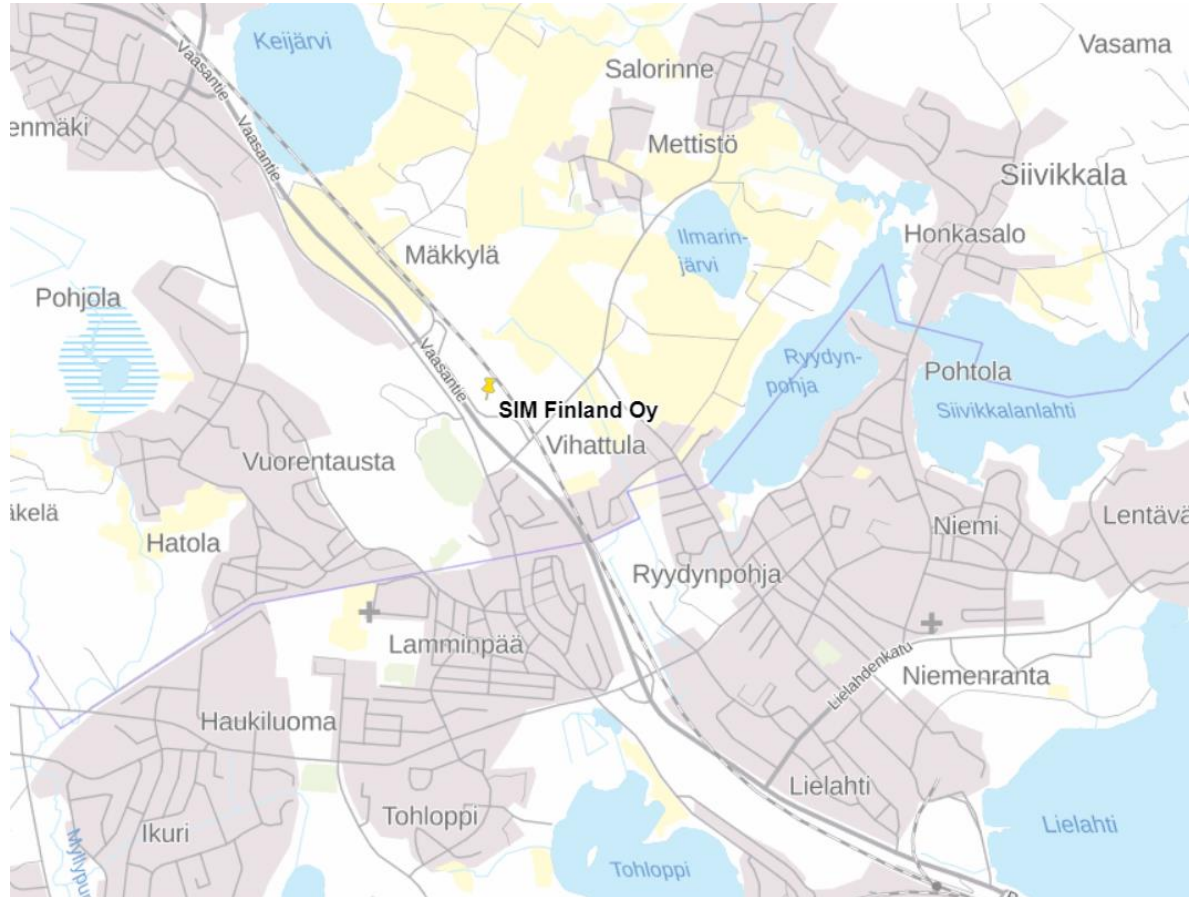 Keijärvi
Vasama
Vaasantie
Salorinne
enmäki
Mettistö
Vaasantie
Siivikkala
Ilmarin-
järvi
Honkasalo
Mäkkylä
Pohjola
Vaasantie
Ryydyn-
pohja
Pohtola
SIM Finland Oy
Siivikkalanlahti
Vihattula
Vuorentausta
äkelä
Lentävä
Niemi
Hatola
Ryydynpohja
Lamminpää
Lielahdenkatu
Niemenranta
Haukiluoma
Lielahti
Tohloppi
Ikuri
Lielahti
Tohloppi